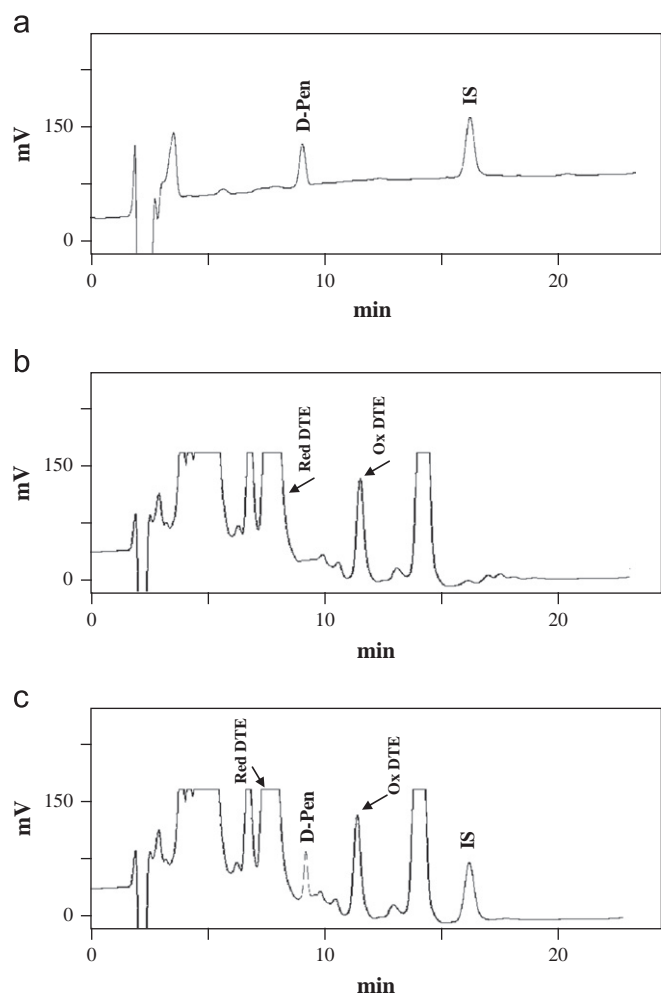 a
mV
150
0
D-Pen
IS
0
10
20
min
b
mV
150
0
Red DTE
Ox DTE
0
10
20
min
c
mV
150
0
Red DTE
D-Pen
Ox DTE
IS
0
10
20
min